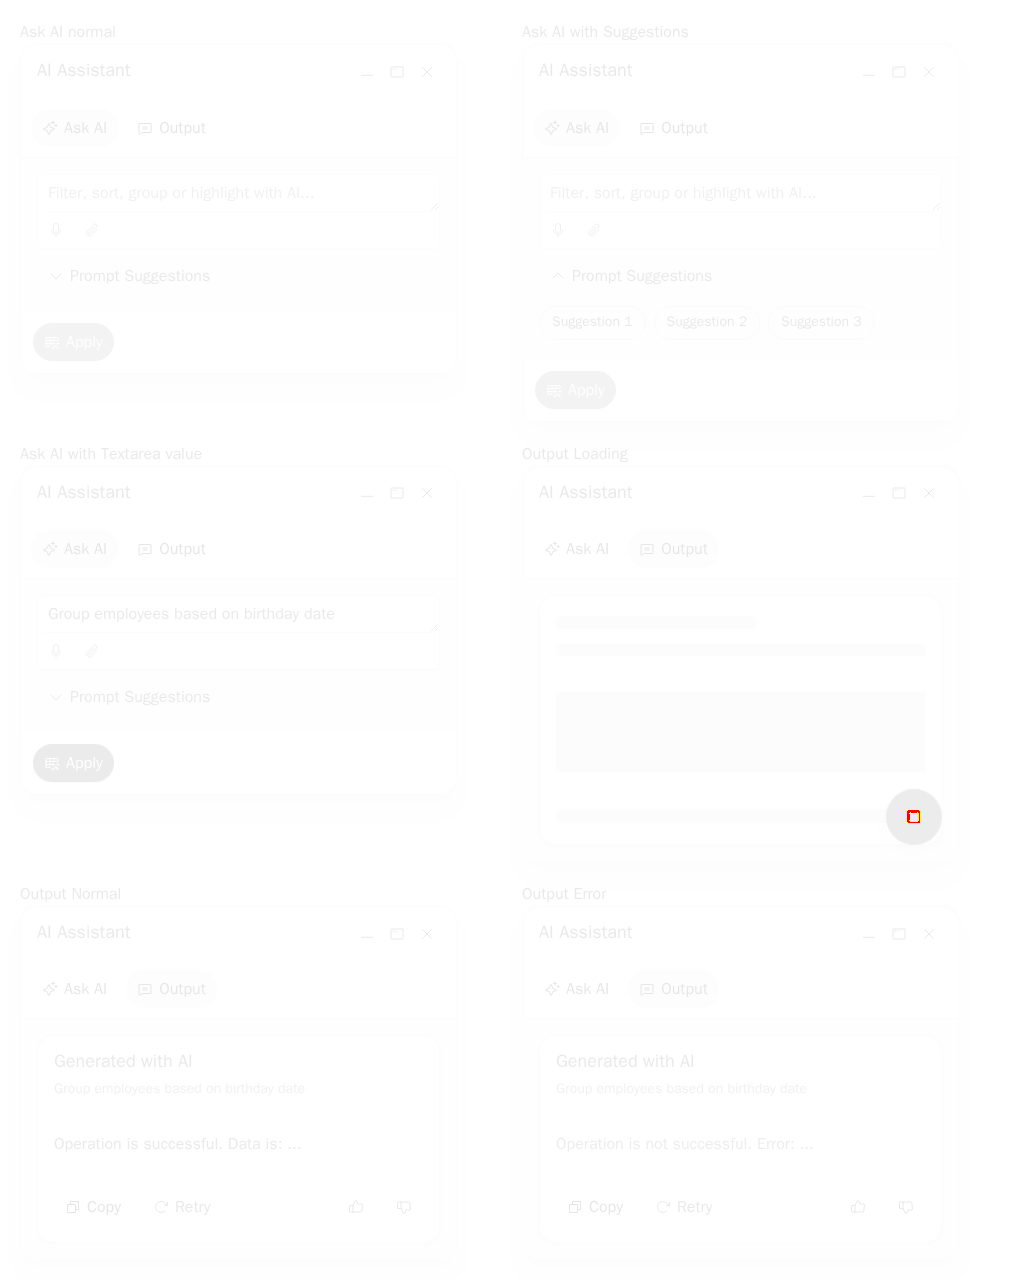 Ask AI normal
AI Assistant
Ask AI
Output
Filter, sort, group or highlight with AI...
Prompt Suggestions
Apply
Ask AI with Suggestions
AI Assistant
Ask AI
Output
Filter, sort, group or highlight with AI...
Prompt Suggestions
Suggestion 1
Suggestion 2
Suggestion 3
Apply
Ask AI with Textarea value
AI Assistant
Ask AI
Output
Group employees based on birthday date
Prompt Suggestions
Apply
Output Loading
AI Assistant
Ask AI
Output
Output Normal
AI Assistant
Ask AI
Output
Generated with AI
Group employees based on birthday date
Operation is successful. Data is: ...
Copy
Retry
Output Error
AI Assistant
Ask AI
Output
Generated with AI
Group employees based on birthday date
Operation is not successful. Error: ...
Copy
Retry